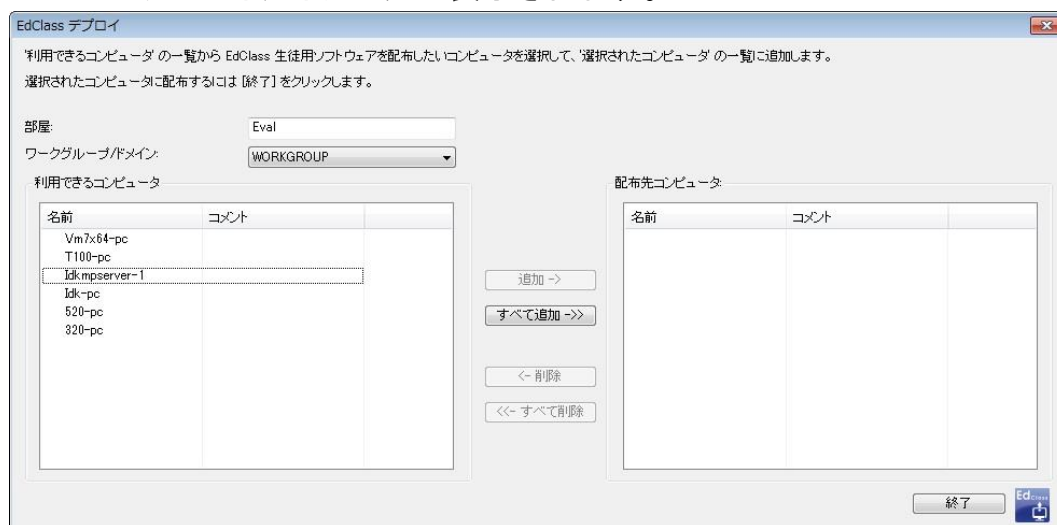 EdClass デプロイ
'利用できるコンピュータ' の一覧から EdClass 生徒用ソフトウェアを配布したいコンピュータを選択して、'選択されたコンピュータ' の一覧に追加します。
選択されたコンピュータに配布するには [終了] をクリックします。
部屋: Eval
ワークグループ/ドメイン: WORKGROUP
利用できるコンピュータ 配布先コンピュータ:
名前 コメント 名前 コメント
Vm7x64-pc
T100-pc
Idkmpserver-1
Idk-pc
520-pc
320-pc
追加 ->
すべて追加 ->>
<- 削除
<<- すべて削除
終了
EdClass